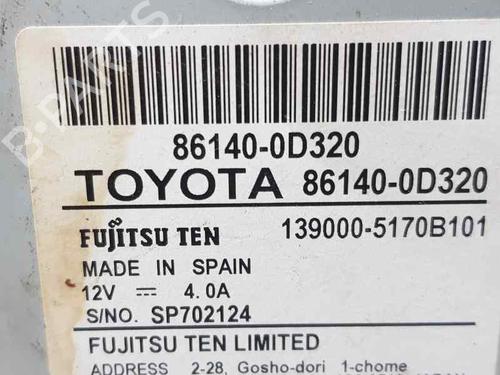 86140-0D320
TOYOTA 86140-0D320
FUJITSU TEN 139000-5170B101
MADE IN SPAIN
12V ⎓ 4.0A
S/NO. SP702124
FUJITSU TEN LIMITED
ADDRESS 2-28, Gosho-dori 1-chome
B-PARTS